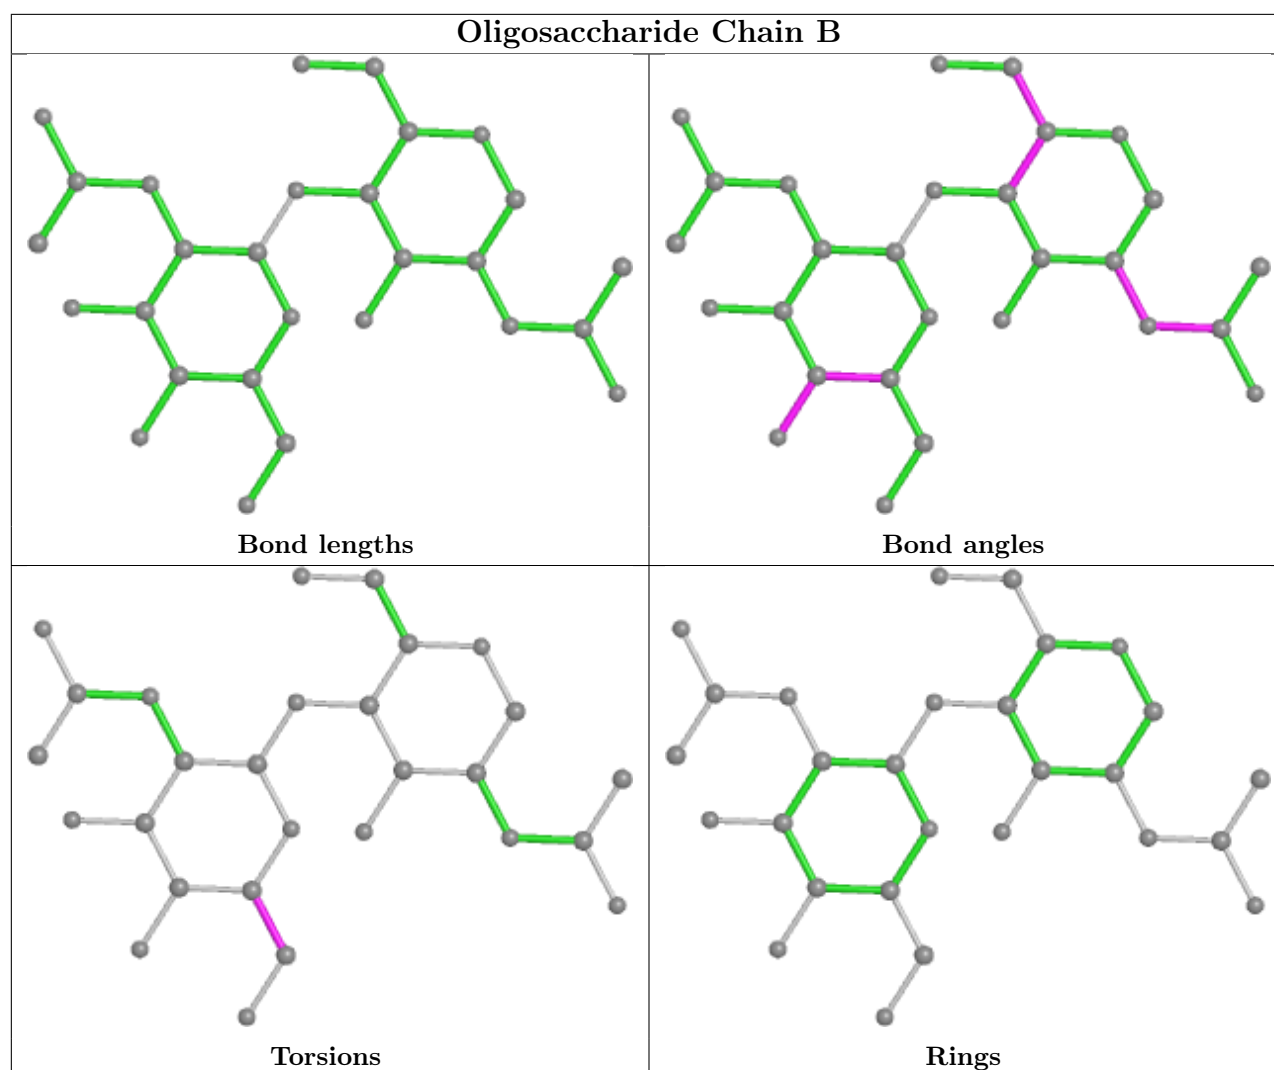 Oligosaccharide Chain B
Bond lengths
Bond angles
Torsions
Rings